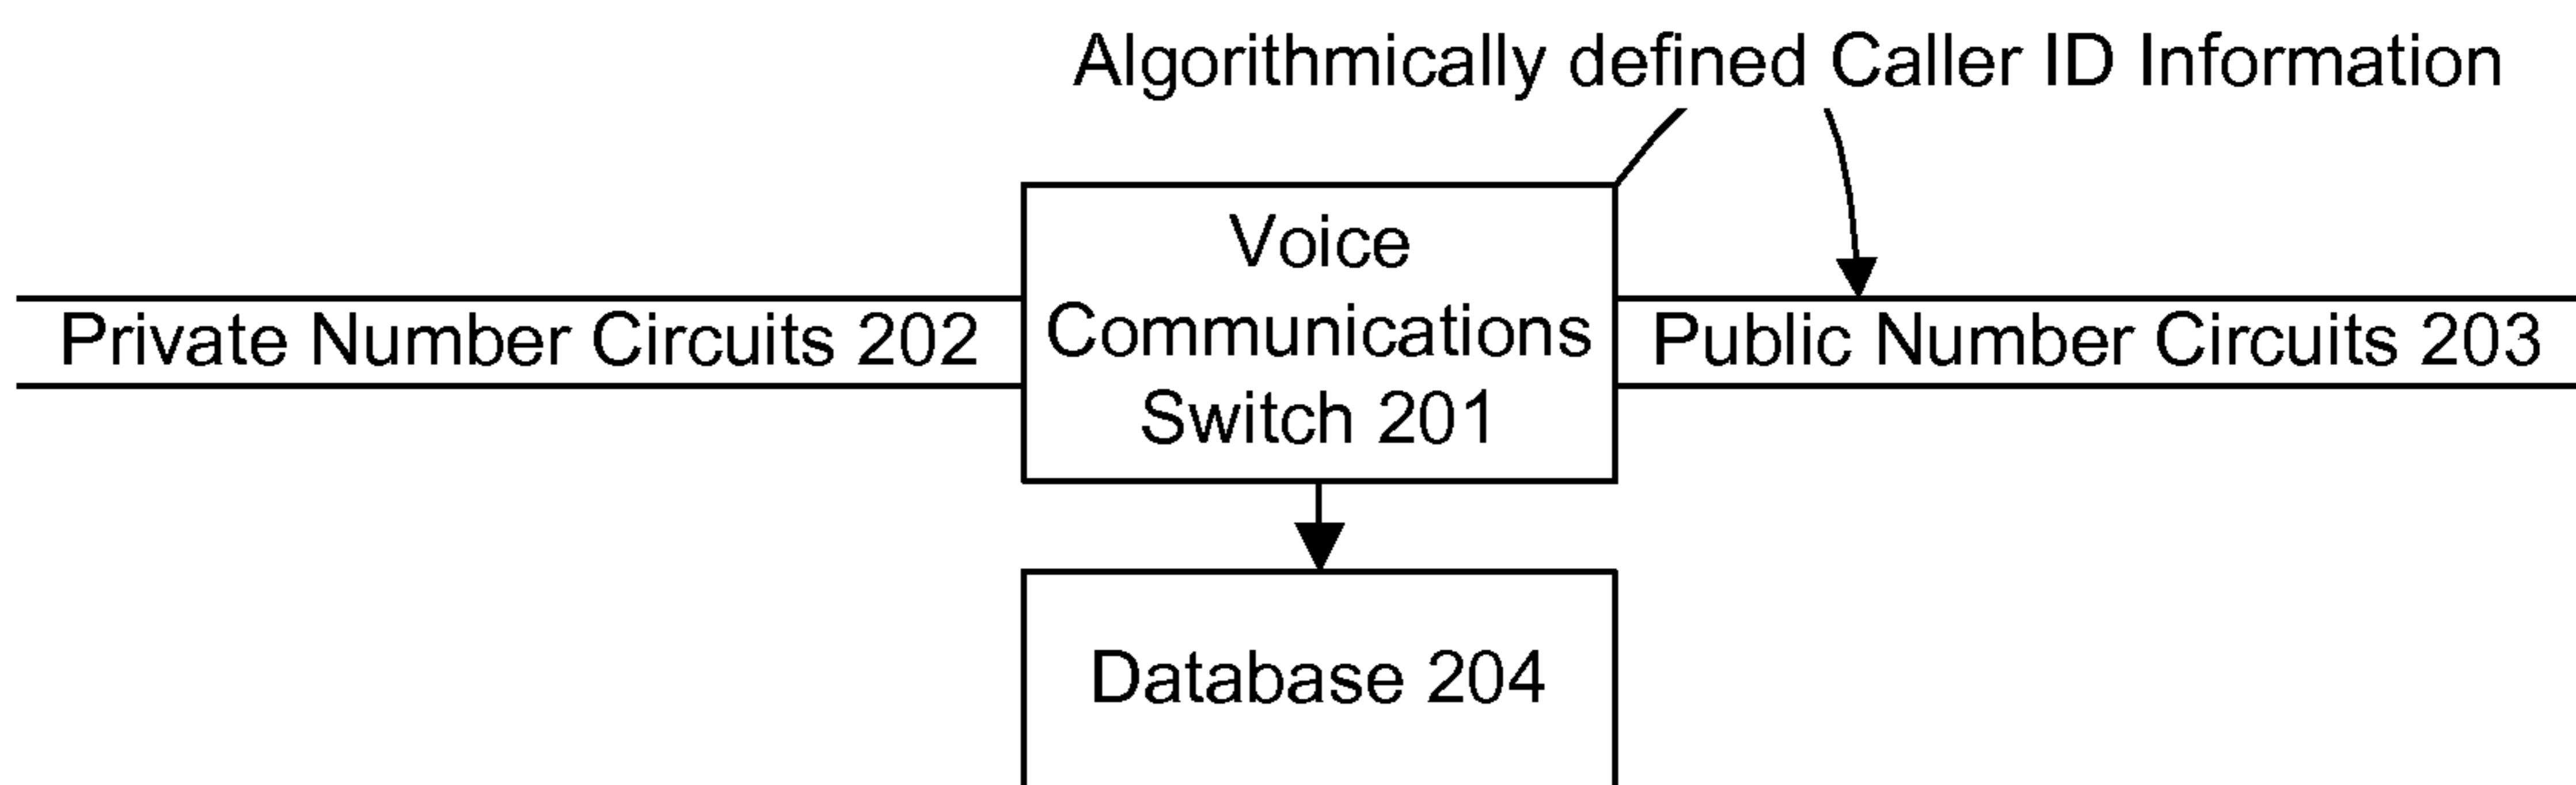 Algorithmically defined Caller ID Information
Voice
Private Number Circuits 202
Communications
Public Number Circuits 203
Switch 201
Database 204